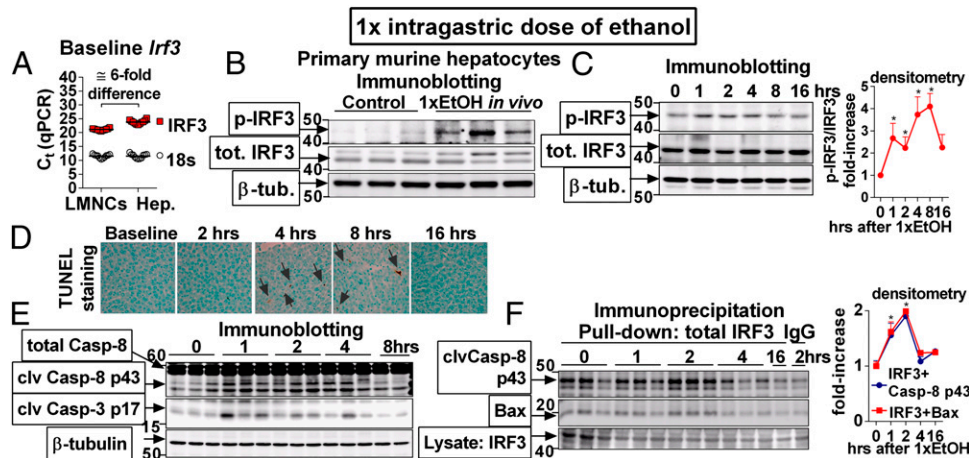 1x intragastric dose of ethanol
A
Baseline Irf3
≅ 6-fold
difference
Ct (qPCR)
40
35
30
25
20
15
10
5
0
IRF3
18s
LMNCs Hep.
B
Primary murine hepatocytes
Immunoblotting
Control 1xEtOH in vivo
p-IRF3
50
40
tot. IRF3
40
β-tub.
50
C
Immunoblotting
0 1 2 4 8 16
p-IRF3
50
40
tot. IRF3
40
β-tub.
50
densitometry
p-IRF3/IRF3
fold-increase
5
4
3
2
1
0
* * * *
0 1 2 4 8 16
hrs after 1xEtOH
D
TUNEL
staining
Baseline 2 hrs 4 hrs 8 hrs 16 hrs
E
Immunoblotting
0 1 2 4 8hrs
total Casp-8
60
clv Casp-8 p43
clv Casp-3 p17
15
β-tubulin
50
F
Immunoprecipitation
Pull-down: total IRF3 IgG
0 1 2 4 16 2hrs
clvCasp-8
p43
50
40
Bax
20
Lysate: IRF3
40
densitometry
fold-increase
2
1
0
* *
IRF3+
Casp-8 p43
IRF3+Bax
0 1 2 4 16
hrs after 1xEtOH